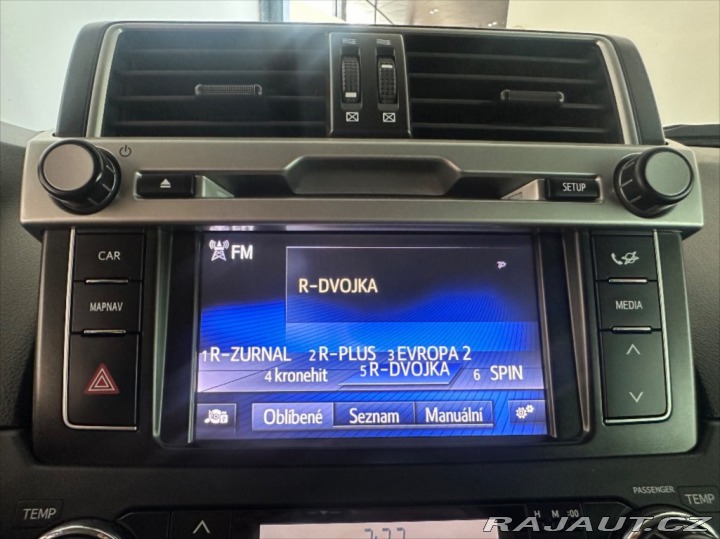 SETUP
CAR
MAPNAV
FM
R-DVOJKA
MEDIA
1 R-ZURNAL 2 R-PLUS 3 EVROPA 2
4 kronehit 5 R-DVOJKA 6 SPIN
Oblíbené Seznam Manuální
TEMP
PASSENGER
TEMP
H M :00
RAJAUT.CZ